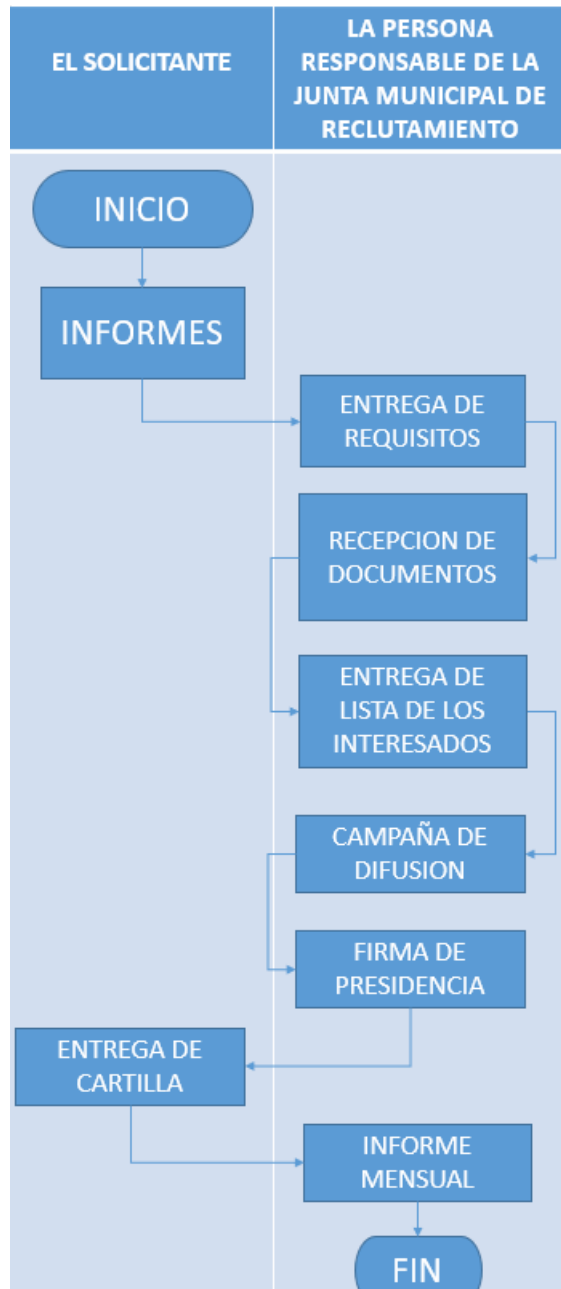 EL SOLICITANTE
LA PERSONA
RESPONSABLE DE LA
JUNTA MUNICIPAL DE
RECLUTAMIENTO
INICIO
INFORMES
ENTREGA DE
REQUISITOS
RECEPCION DE
DOCUMENTOS
ENTREGA DE
LISTA DE LOS
INTERESADOS
CAMPAÑA DE
DIFUSION
FIRMA DE
PRESIDENCIA
ENTREGA DE
CARTILLA
INFORME
MENSUAL
FIN